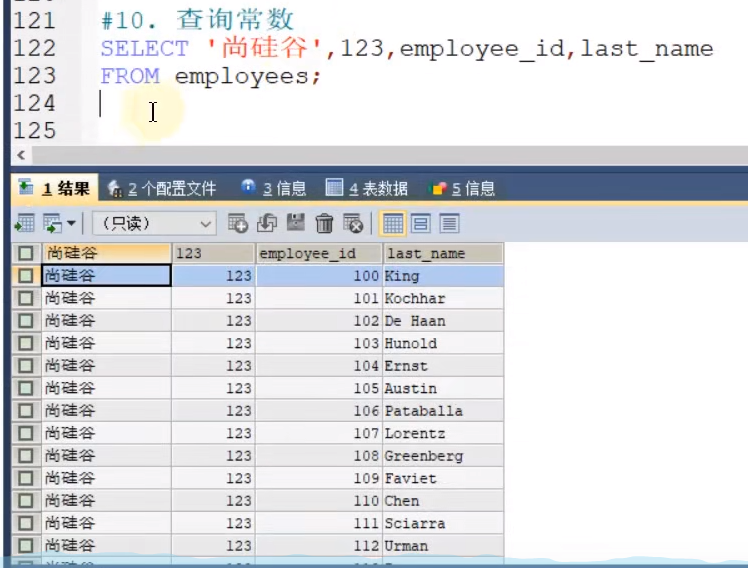 121 #10. 查询常数
122 SELECT '尚硅谷',123,employee_id,last_name
123 FROM employees;
124
125
1 结果 2 个配置文件 3 信息 4 表数据 5 信息
（只读）
尚硅谷 123 employee_id last_name
尚硅谷 123 100 King
尚硅谷 123 101 Kochhar
尚硅谷 123 102 De Haan
尚硅谷 123 103 Hunold
尚硅谷 123 104 Ernst
尚硅谷 123 105 Austin
尚硅谷 123 106 Pataballa
尚硅谷 123 107 Lorentz
尚硅谷 123 108 Greenberg
尚硅谷 123 109 Faviet
尚硅谷 123 110 Chen
尚硅谷 123 111 Sciarra
尚硅谷 123 112 Urman